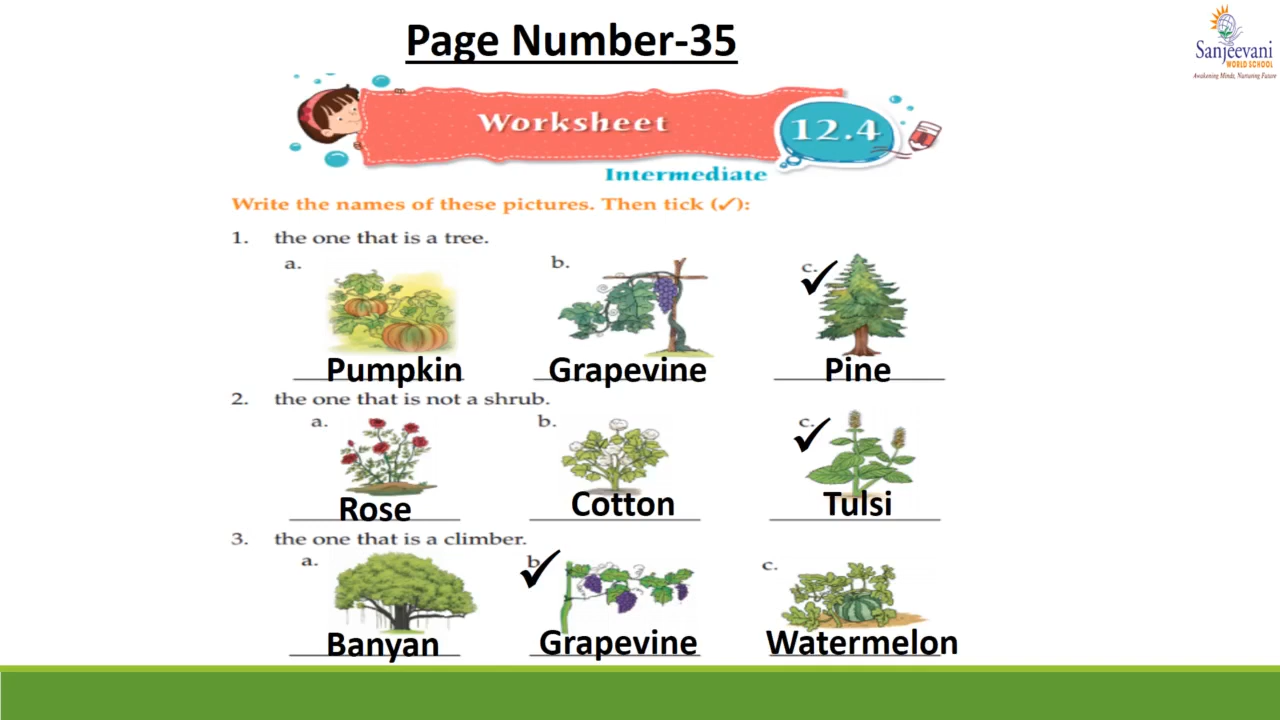 Page Number-35
Sanjeevani
WORLD SCHOOL
Awakening Minds, Nurturing Future
Worksheet 12.4
Intermediate
Write the names of these pictures. Then tick (✓):
1. the one that is a tree.
a. b. c. ✓
Pumpkin Grapevine Pine
2. the one that is not a shrub.
a. b. c. ✓
Rose Cotton Tulsi
3. the one that is a climber.
a. b. ✓ c.
Banyan Grapevine Watermelon